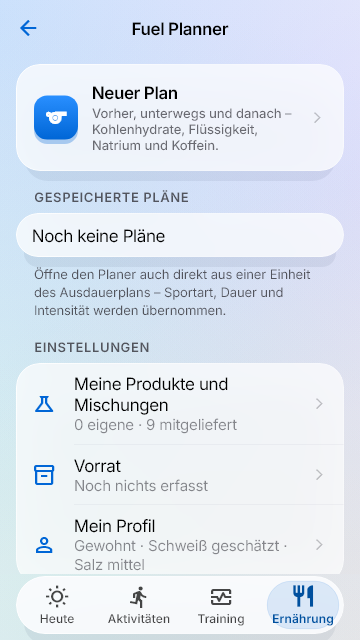 Fuel Planner
Neuer Plan
Vorher, unterwegs und danach –
Kohlenhydrate, Flüssigkeit,
Natrium und Koffein.
GESPEICHERTE PLÄNE
Noch keine Pläne
Öffne den Planer auch direkt aus einer Einheit
des Ausdauerplans – Sportart, Dauer und
Intensität werden übernommen.
EINSTELLUNGEN
Meine Produkte und
Mischungen
0 eigene · 9 mitgeliefert
Vorrat
Noch nichts erfasst
Mein Profil
Gewohnt · Schweiß geschätzt ·
Salz mittel
Heute
Aktivitäten
Training
Ernährung